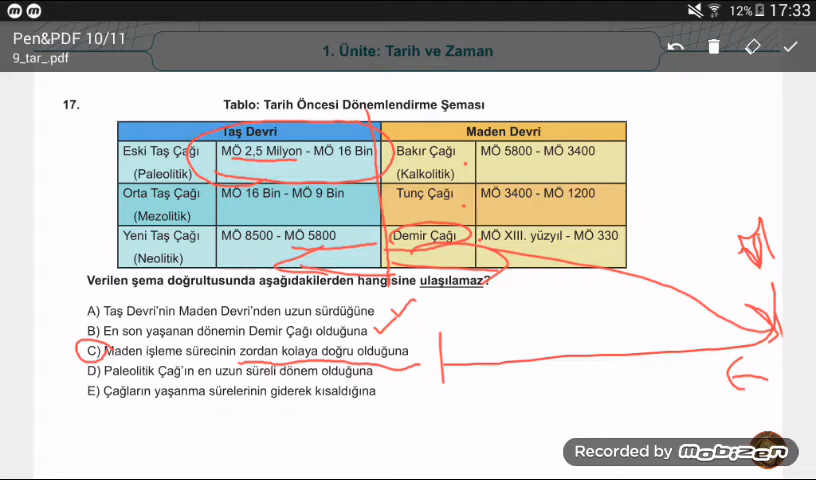 12% 17:33
Pen&PDF 10/11
9_tar_.pdf
1. Ünite: Tarih ve Zaman
17. Tablo: Tarih Öncesi Dönemlendirme Şeması
Taş Devri Maden Devri
Eski Taş Çağı MÖ 2,5 Milyon - MÖ 16 Bin Bakır Çağı MÖ 5800 - MÖ 3400
(Paleolitik) (Kalkolitik)
Orta Taş Çağı MÖ 16 Bin - MÖ 9 Bin Tunç Çağı MÖ 3400 - MÖ 1200
(Mezolitik)
Yeni Taş Çağı MÖ 8500 - MÖ 5800 Demir Çağı MÖ XIII. yüzyıl - MÖ 330
(Neolitik)
Verilen şema doğrultusunda aşağıdakilerden hangisine ulaşılamaz?
A) Taş Devri'nin Maden Devri'nden uzun sürdüğüne
B) En son yaşanan dönemin Demir Çağı olduğuna
C) Maden işleme sürecinin zordan kolaya doğru olduğuna
D) Paleolitik Çağ'ın en uzun süreli dönem olduğuna
E) Çağların yaşanma sürelerinin giderek kısaldığına
Recorded by Mobizen